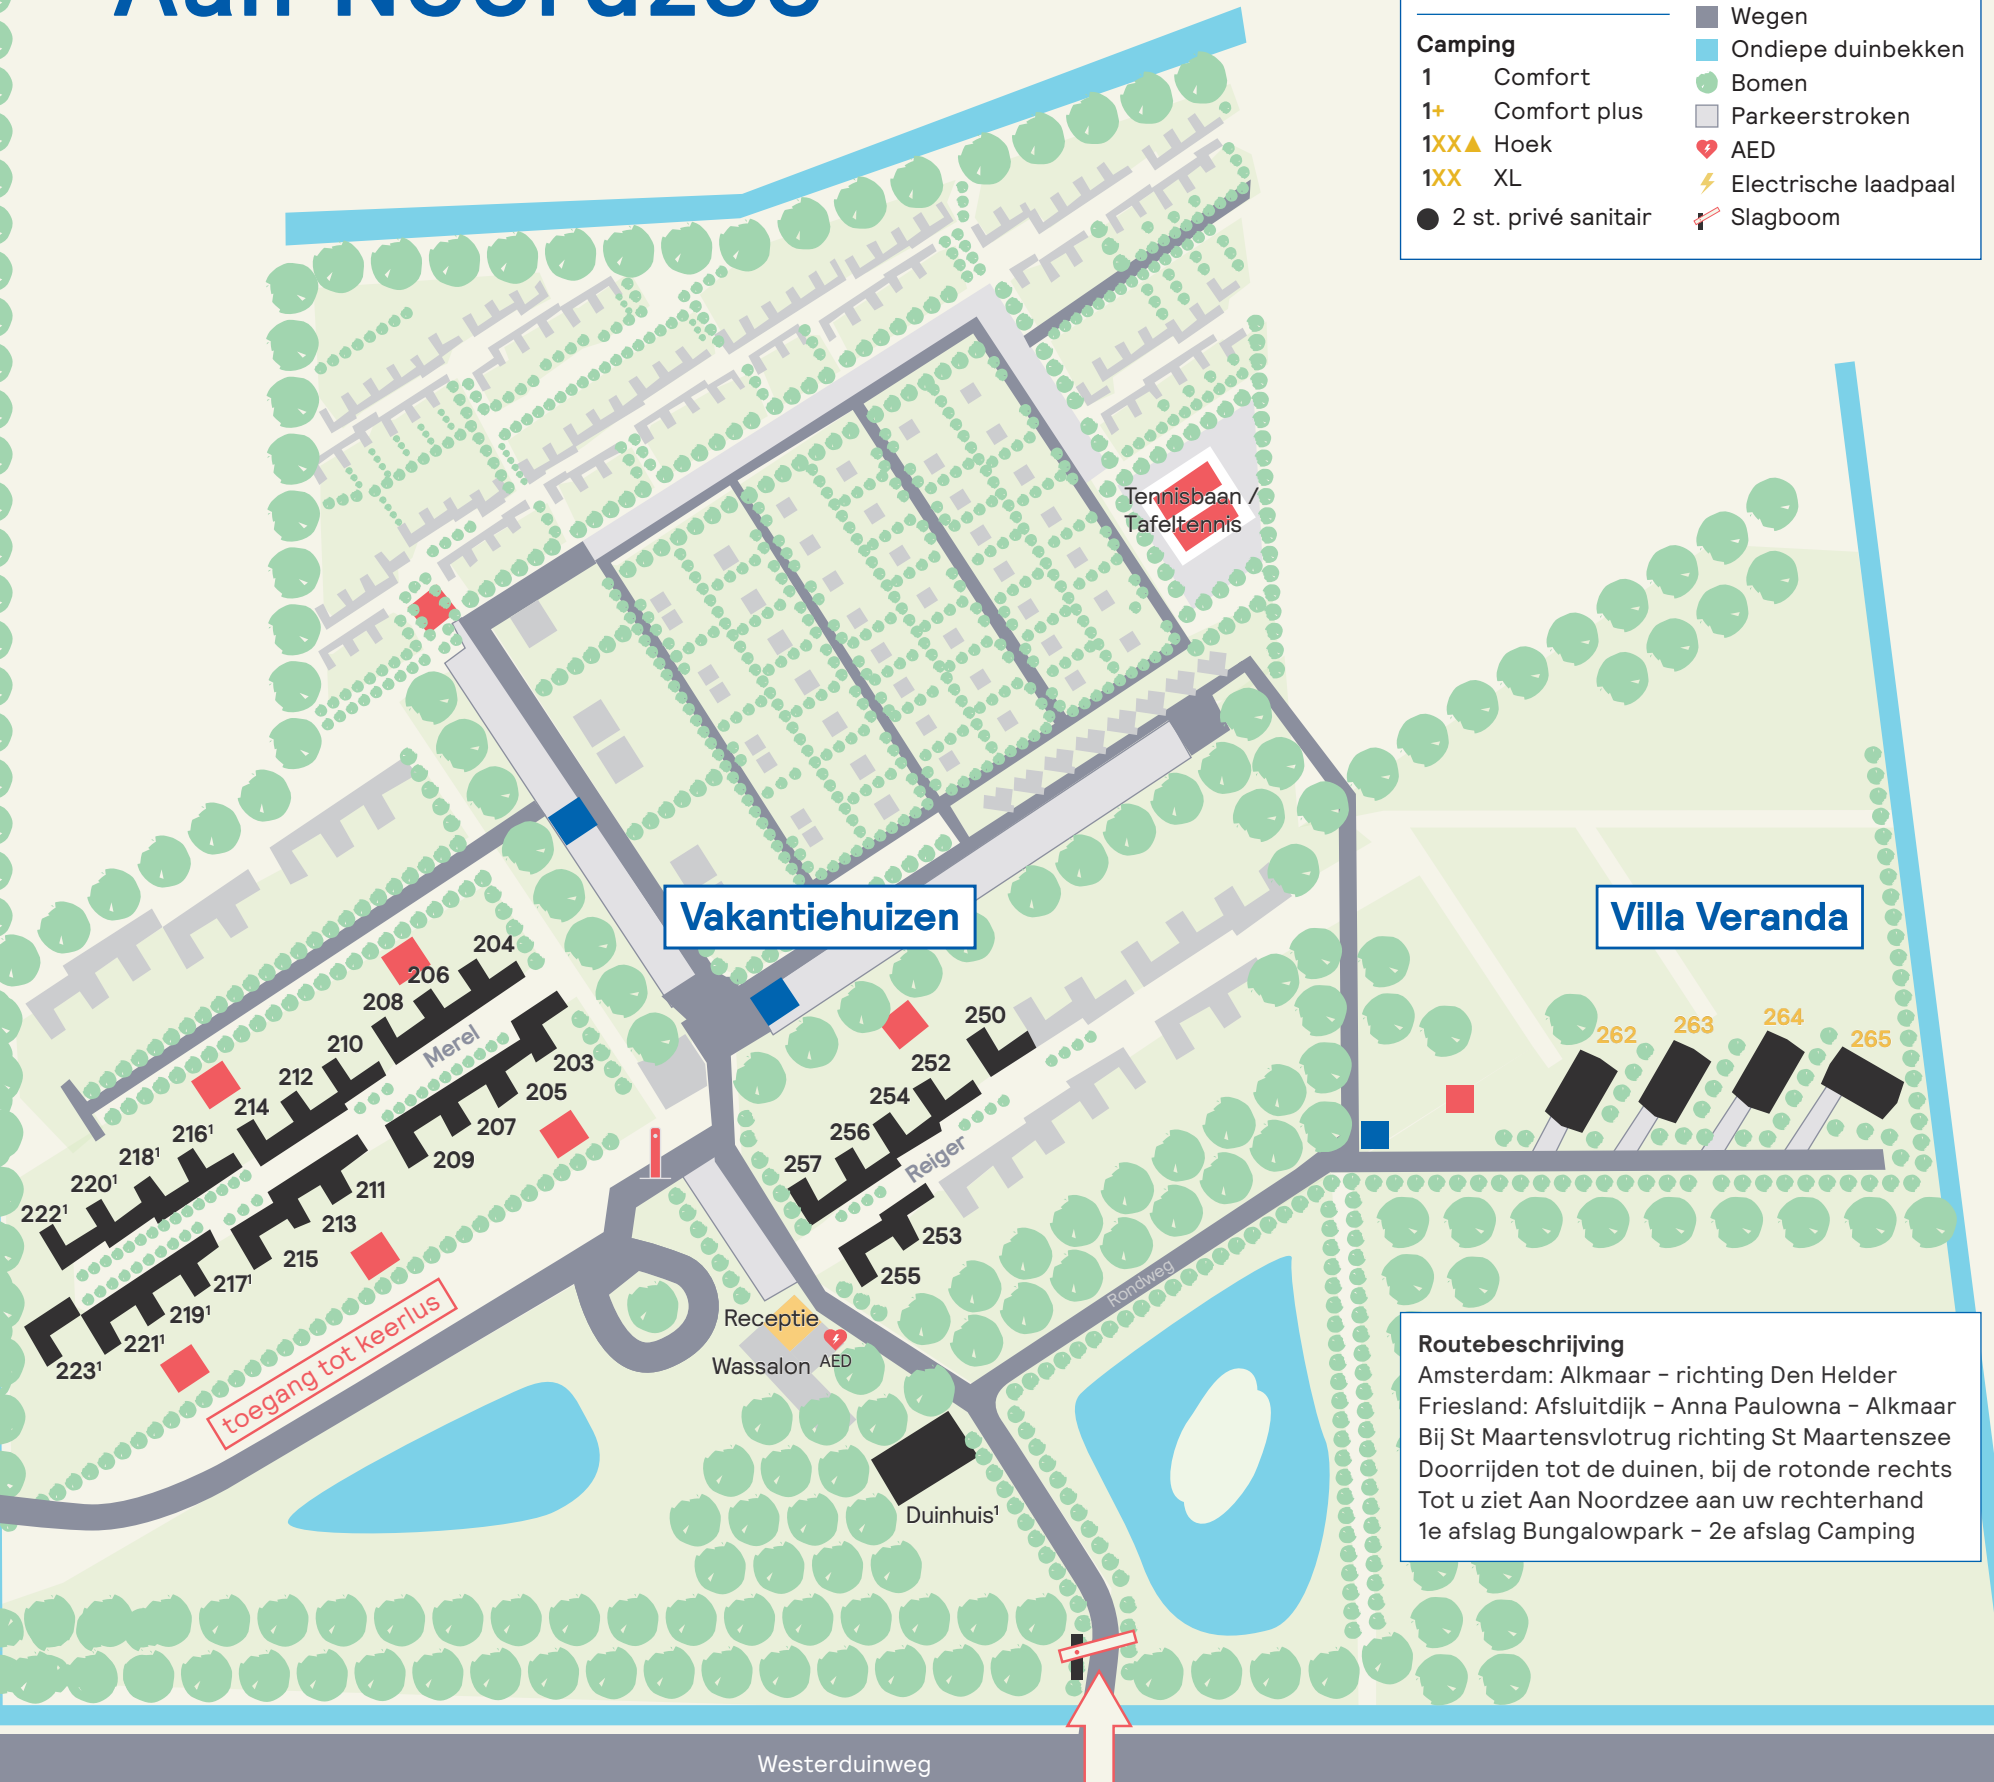 Aan Noordzee
Wegen
Camping
Ondiepe duinbekken
1 Comfort
Bomen
1+ Comfort plus
Parkeerstroken
1XX▲ Hoek
AED
1XX XL
Electrische laadpaal
2 st. privé sanitair
Slagboom
Tennisbaan /
Tafeltennis
Vakantiehuizen
Villa Veranda
204
206
208
210
212
214
216¹
218¹
220¹
222¹
Merel
203
205
207
209
211
213
215
217¹
219¹
221¹
223¹
250
252
254
256
257
Reiger
253
255
262
263
264
265
toegang tot keerlus
Rondweg
Receptie
Wassalon
AED
Duinhuis¹
Routebeschrijving
Amsterdam: Alkmaar – richting Den Helder
Friesland: Afsluitdijk – Anna Paulowna – Alkmaar
Bij St Maartensvlotrug richting St Maartenszee
Doorrijden tot de duinen, bij de rotonde rechts
Tot u ziet Aan Noordzee aan uw rechterhand
1e afslag Bungalowpark – 2e afslag Camping
Westerduinweg